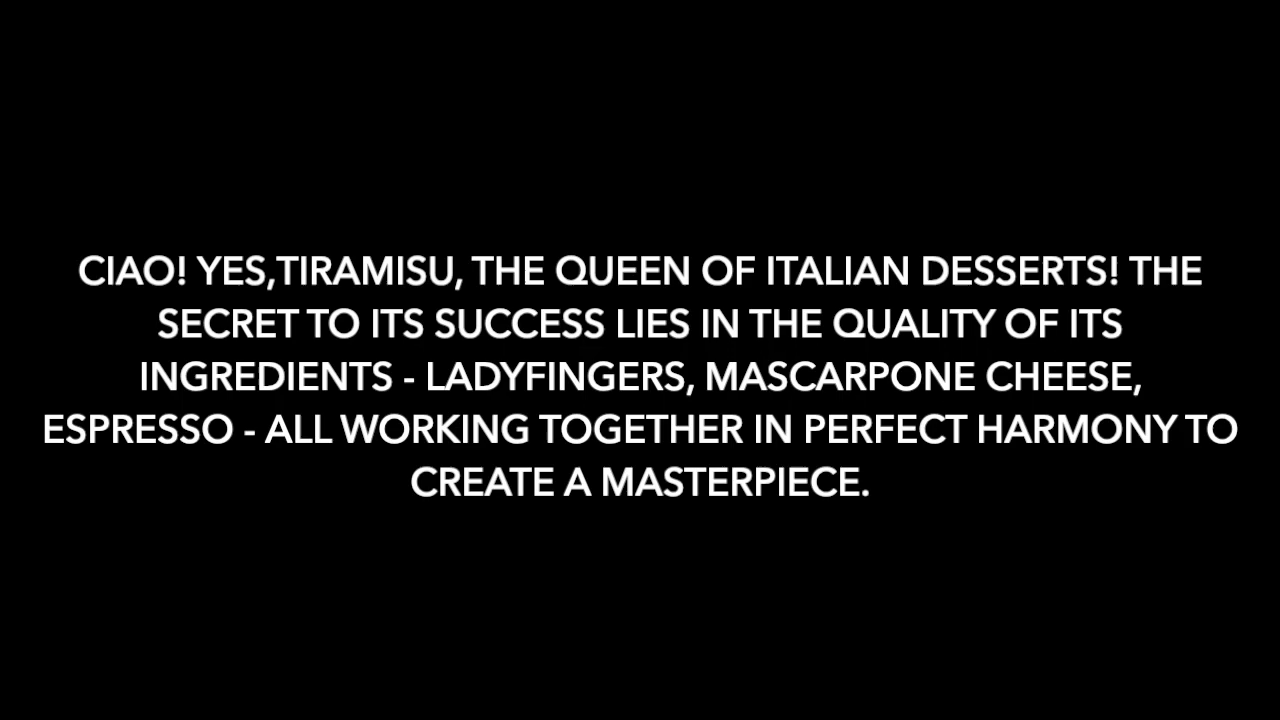 CIAO! YES,TIRAMISU, THE QUEEN OF ITALIAN DESSERTS! THE
SECRET TO ITS SUCCESS LIES IN THE QUALITY OF ITS
INGREDIENTS - LADYFINGERS, MASCARPONE CHEESE,
ESPRESSO - ALL WORKING TOGETHER IN PERFECT HARMONY TO
CREATE A MASTERPIECE.